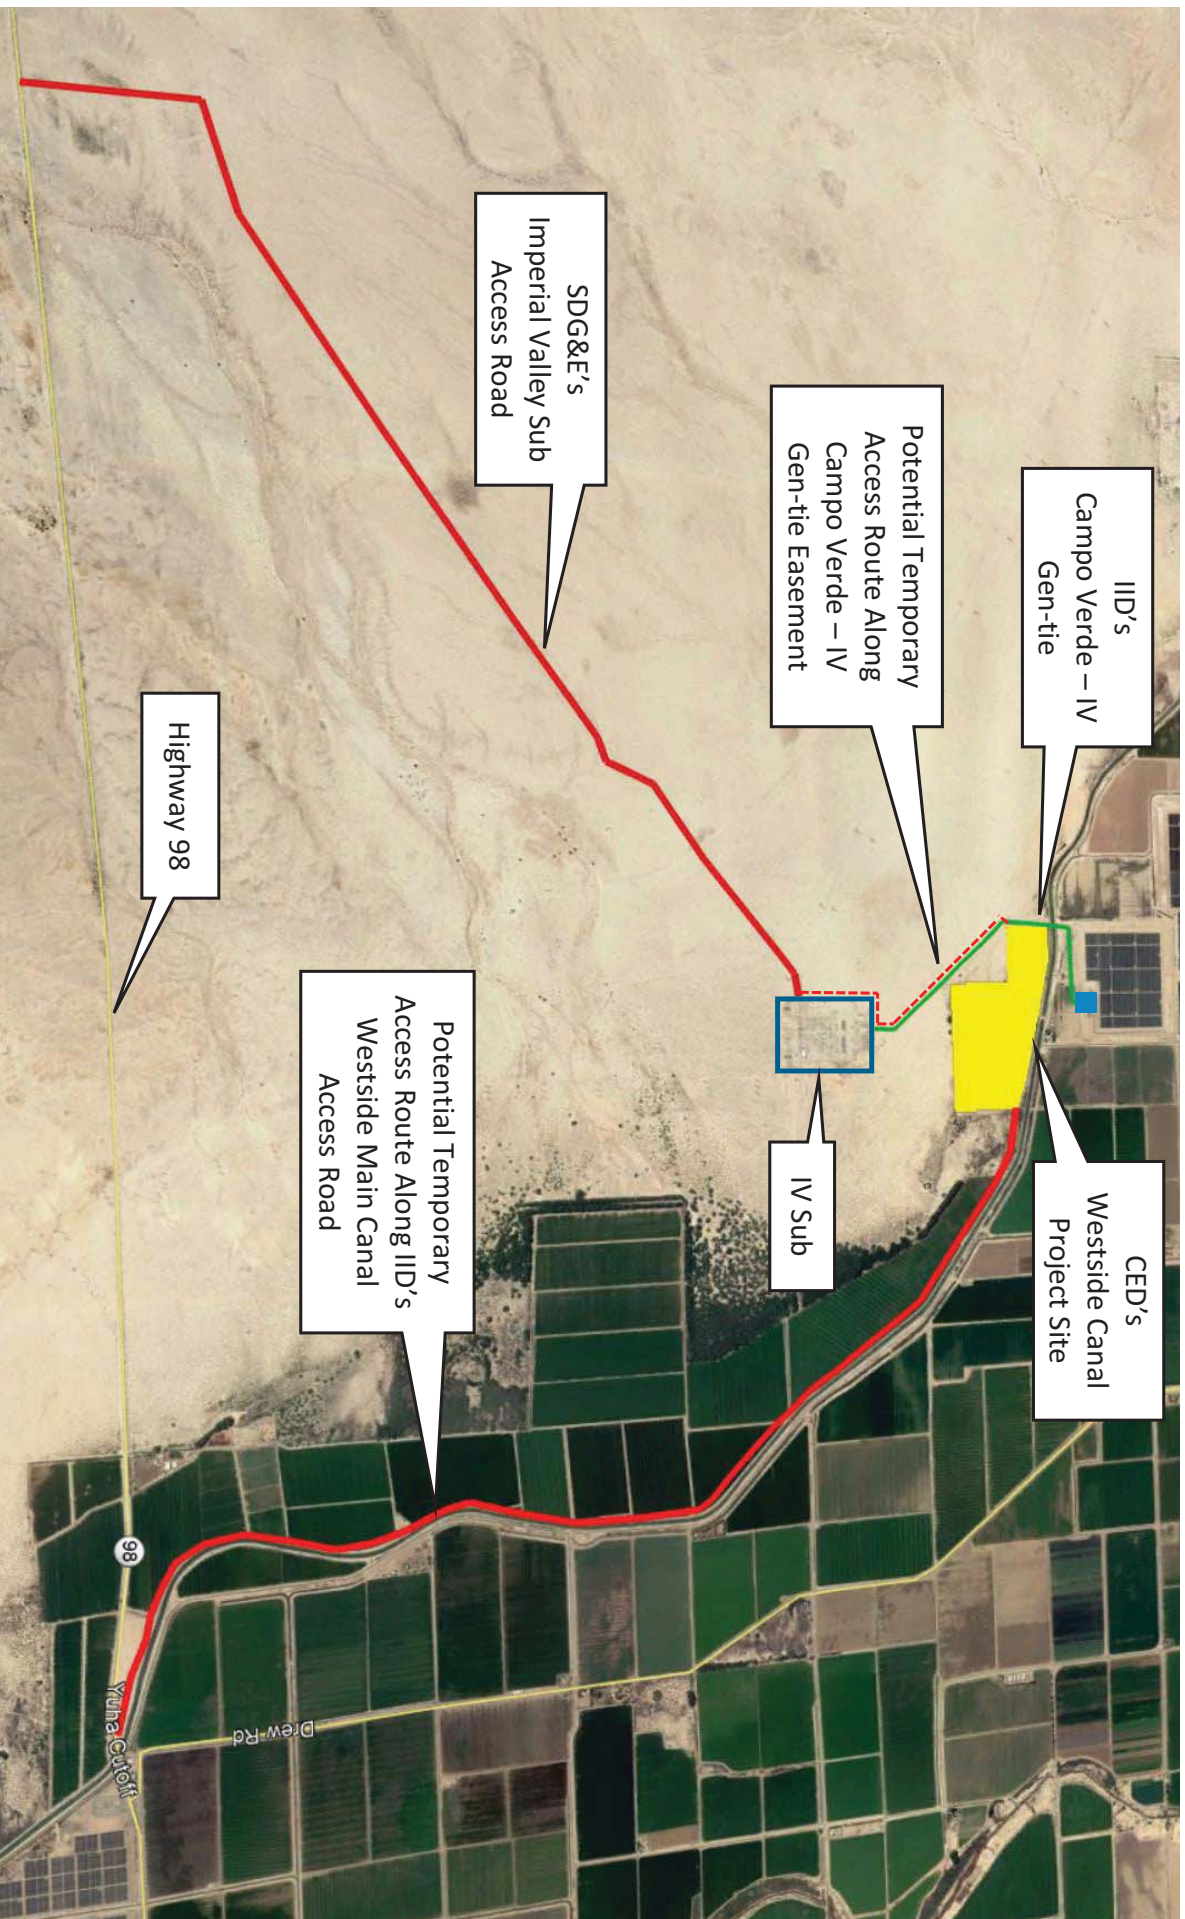 IID's
Campo Verde – IV
Gen-tie
CED's
Westside Canal
Project Site
Potential Temporary
Access Route Along
Campo Verde – IV
Gen-tie Easement
IV Sub
SDG&E's
Imperial Valley Sub
Access Road
Potential Temporary
Access Route Along IID's
Westside Main Canal
Access Road
Highway 98
98
Drew Rd
Yuha Cutoff